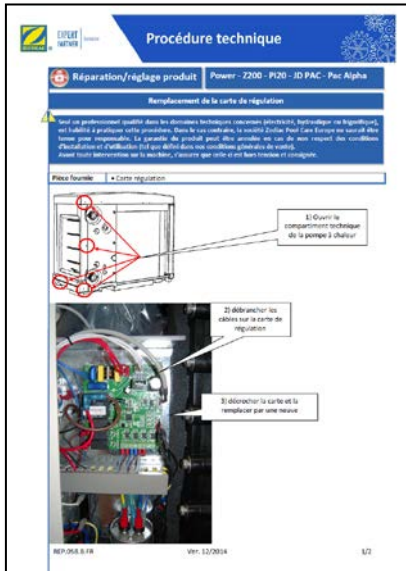 ZODIAC
EXPERT
PARTNER
Procédure technique
Réparation/réglage produit
Power - Z200 - PI20 - JD PAC - Pac Alpha
Remplacement de la carte de régulation
Seul un professionnel qualifié dans les domaines techniques concernés (électricité, hydraulique ou frigorifique),
est habilité à pratiquer cette procédure. Dans le cas contraire, la société Zodiac Pool Care Europe ne saurait être
tenue pour responsable. La garantie du produit peut être annulée en cas de non respect des conditions
d'installation et d'utilisation (tel que défini dans nos conditions générales de vente).
Avant toute intervention sur la machine, s'assurer que celle ci est hors tension et consignée.
Pièce fournie
• Carte régulation
1) Ouvrir le
compartiment technique
de la pompe à chaleur
2) débrancher les
câbles sur la carte de
régulation
3) décrocher la carte et la
remplacer par une neuve
REP.058.B-FR
Ver. 12/2014
1/2